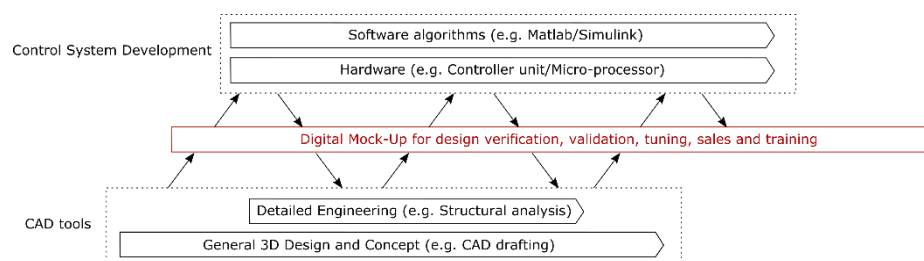 Software algorithms (e.g. Matlab/Simulink)
Control System Development
Hardware (e.g. Controller unit/Micro-processor)
Digital Mock-Up for design verification, validation, tuning, sales and training
Detailed Engineering (e.g. Structural analysis)
CAD tools
General 3D Design and Concept (e.g. CAD drafting)